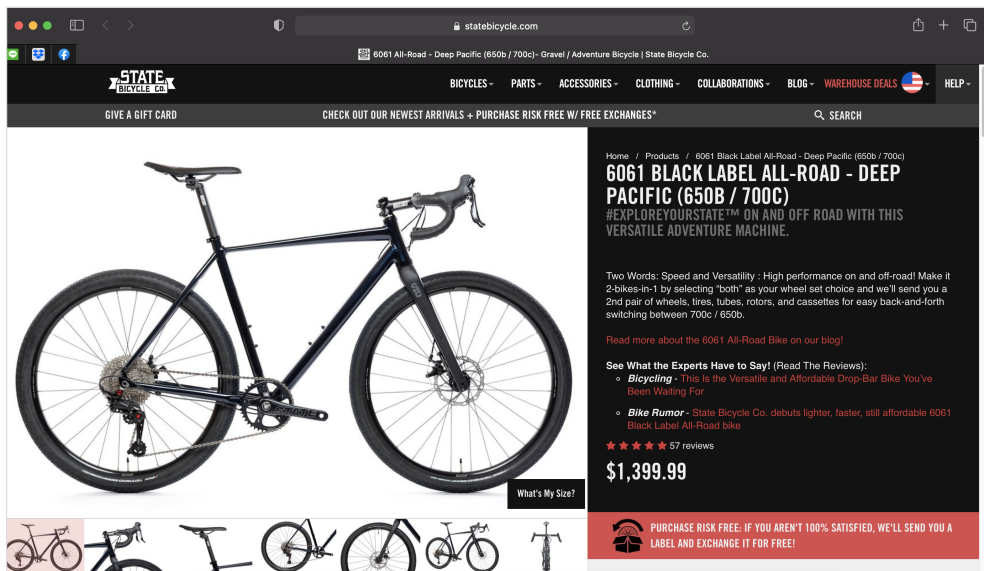 statebicycle.com
6061 All-Road - Deep Pacific (650b / 700c)- Gravel / Adventure Bicycle | State Bicycle Co.
STATE
BICYCLE CO.
BICYCLES
PARTS
ACCESSORIES
CLOTHING
COLLABORATIONS
BLOG
WAREHOUSE DEALS
HELP
GIVE A GIFT CARD
CHECK OUT OUR NEWEST ARRIVALS + PURCHASE RISK FREE W/ FREE EXCHANGES*
SEARCH
Home / Products / 6061 Black Label All-Road - Deep Pacific (650b / 700c)
6061 BLACK LABEL ALL-ROAD - DEEP
PACIFIC (650B / 700C)
#EXPLOREYOURSTATE™ ON AND OFF ROAD WITH THIS
VERSATILE ADVENTURE MACHINE.
Two Words: Speed and Versatility : High performance on and off-road! Make it
2-bikes-in-1 by selecting “both” as your wheel set choice and we'll send you a
2nd pair of wheels, tires, tubes, rotors, and cassettes for easy back-and-forth
switching between 700c / 650b.
Read more about the 6061 All-Road Bike on our blog!
See What the Experts Have to Say! (Read The Reviews):
Bicycling - This Is the Versatile and Affordable Drop-Bar Bike You've
Been Waiting For
Bike Rumor - State Bicycle Co. debuts lighter, faster, still affordable 6061
Black Label All-Road bike
57 reviews
$1,399.99
What's My Size?
PURCHASE RISK FREE: IF YOU AREN'T 100% SATISFIED, WE'LL SEND YOU A
LABEL AND EXCHANGE IT FOR FREE!